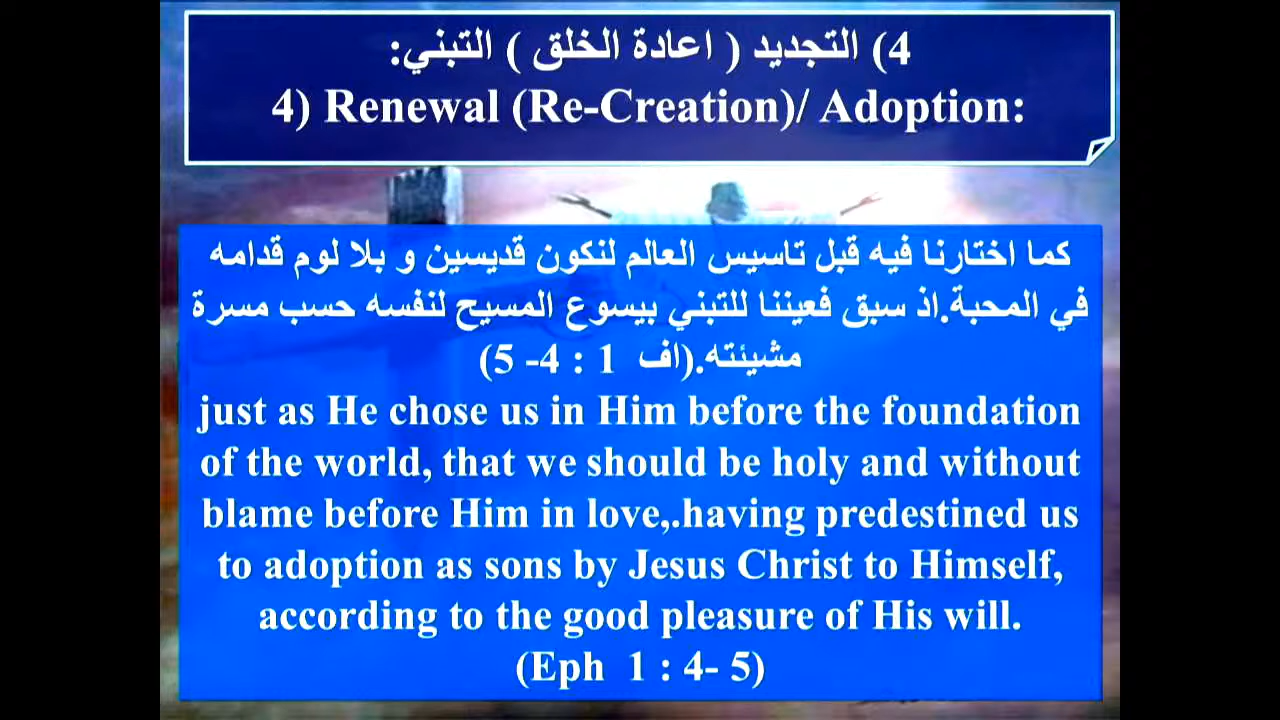 4) التجديد ( اعادة الخلق ) التبني:
4) Renewal (Re-Creation)/ Adoption:
كما اختارنا فيه قبل تاسيس العالم لنكون قديسين و بلا لوم قدامه
في المحبة.اذ سبق فعيننا للتبني بيسوع المسيح لنفسه حسب مسرة
مشيئته.(اف 1 : 4- 5)
just as He chose us in Him before the foundation
of the world, that we should be holy and without
blame before Him in love,.having predestined us
to adoption as sons by Jesus Christ to Himself,
according to the good pleasure of His will.
(Eph 1 : 4- 5)